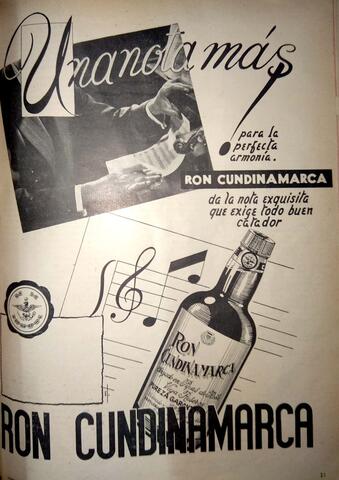 Una nota más!
para la
perfecta
armonia.
RON CUNDINAMARCA
da la nota exquisita
que exige todo buen
catador
RON
CUNDINAMARCA
RON CUNDINAMARCA